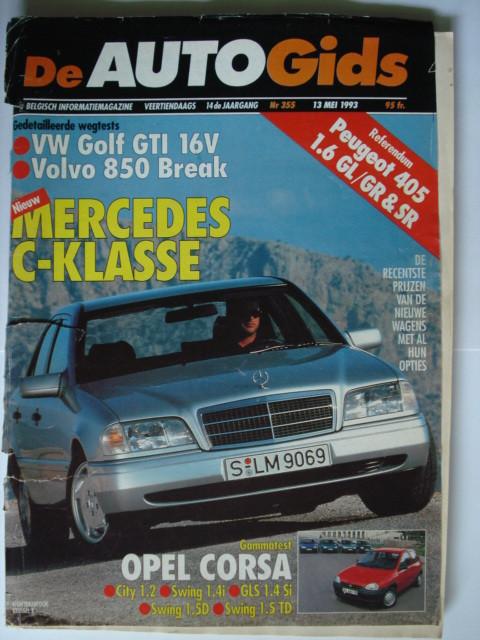 De AUTOGids
BELGISCH INFORMATIEMAGAZINE VEERTIENDAAGS 14de JAARGANG Nr 355 13 MEI 1993 95 fr.
Gedetailleerde wegtests
VW Golf GTI 16V
Volvo 850 Break
Referendum
Peugeot 405
1.6 GL/GR & SR
Nieuw
MERCEDES
C-KLASSE
DE
RECENTSTE
PRIJZEN
VAN DE
NIEUWE
WAGENS
MET AL
HUN
OPTIES
S LM 9069
Gammatest
OPEL CORSA
City 1.2 Swing 1.4i GLS 1.4 Si
Swing 1.5D Swing 1.5 TD